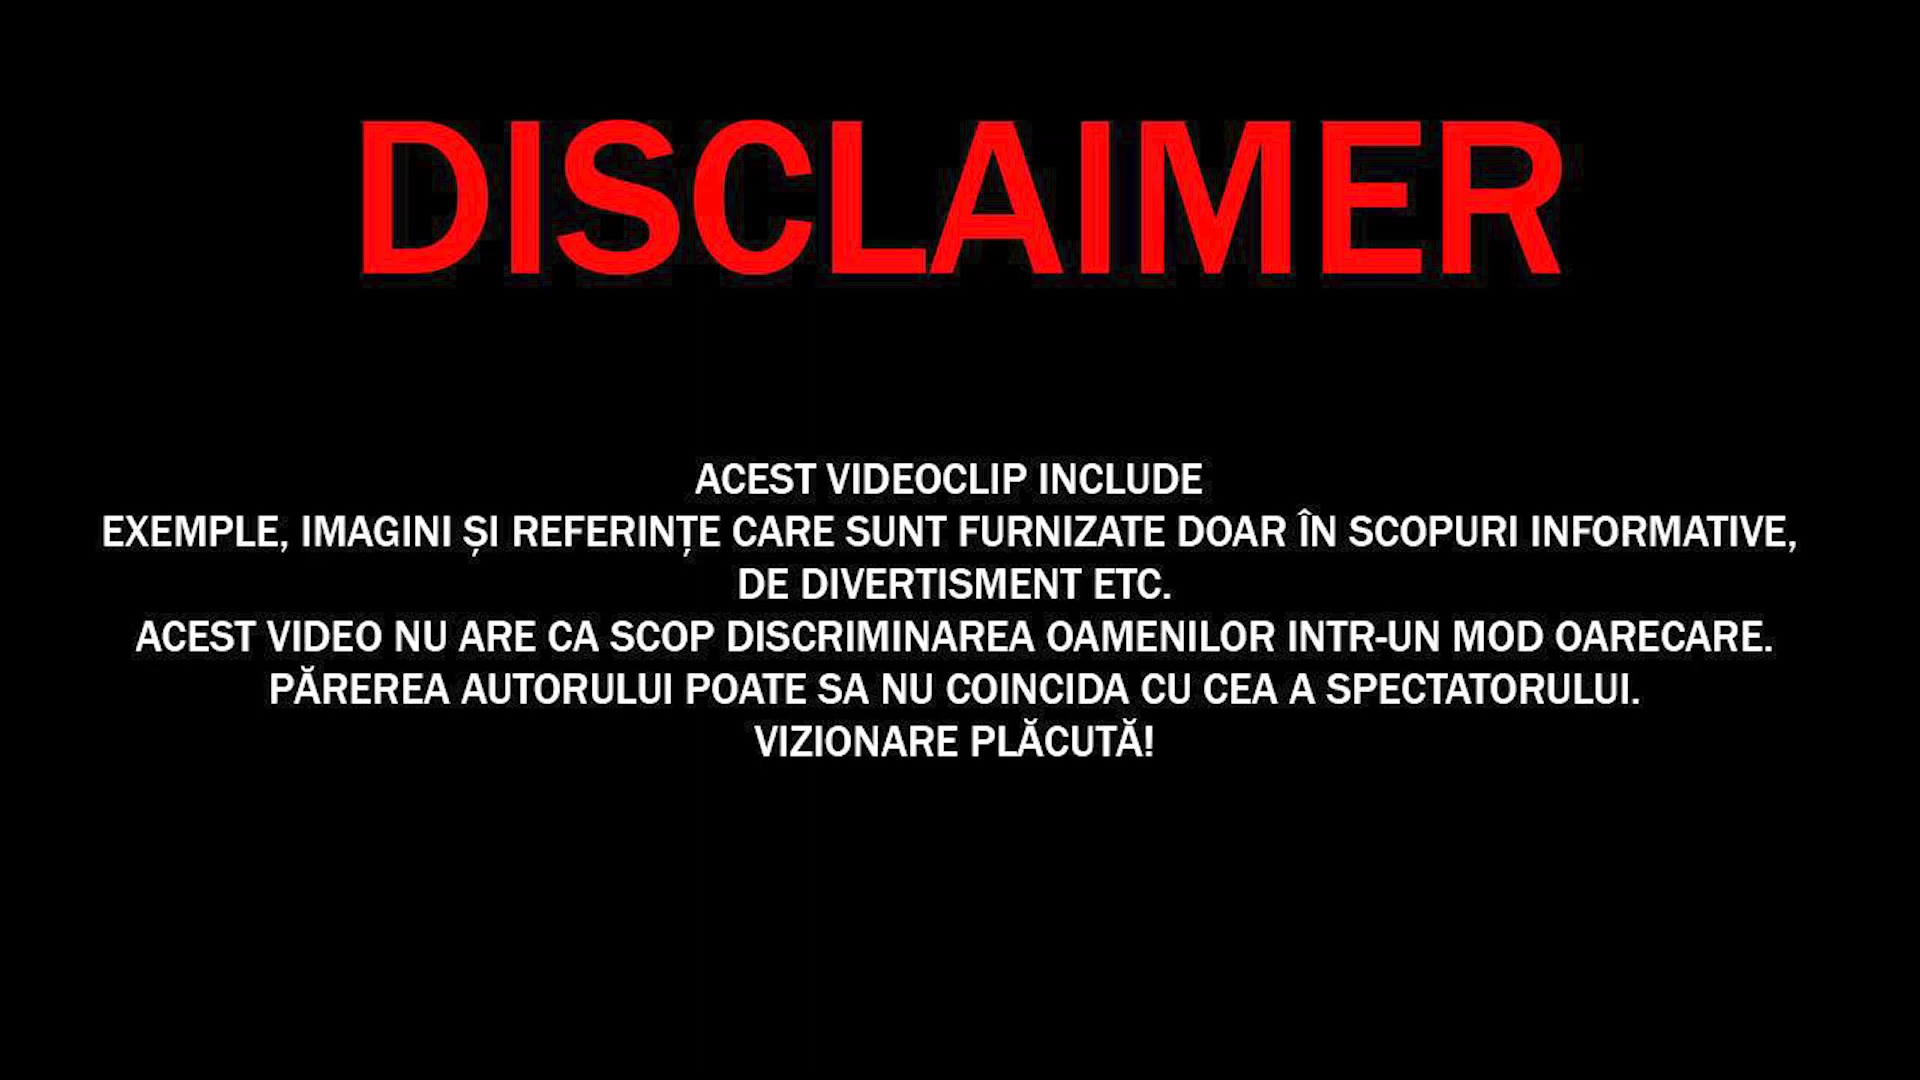 DISCLAIMER
ACEST VIDEOCLIP INCLUDE
EXEMPLE, IMAGINI ȘI REFERINȚE CARE SUNT FURNIZATE DOAR ÎN SCOPURI INFORMATIVE,
DE DIVERTISMENT ETC.
ACEST VIDEO NU ARE CA SCOP DISCRIMINAREA OAMENILOR INTR-UN MOD OARECARE.
PĂREREA AUTORULUI POATE SA NU COINCIDA CU CEA A SPECTATORULUI.
VIZIONARE PLĂCUTĂ!